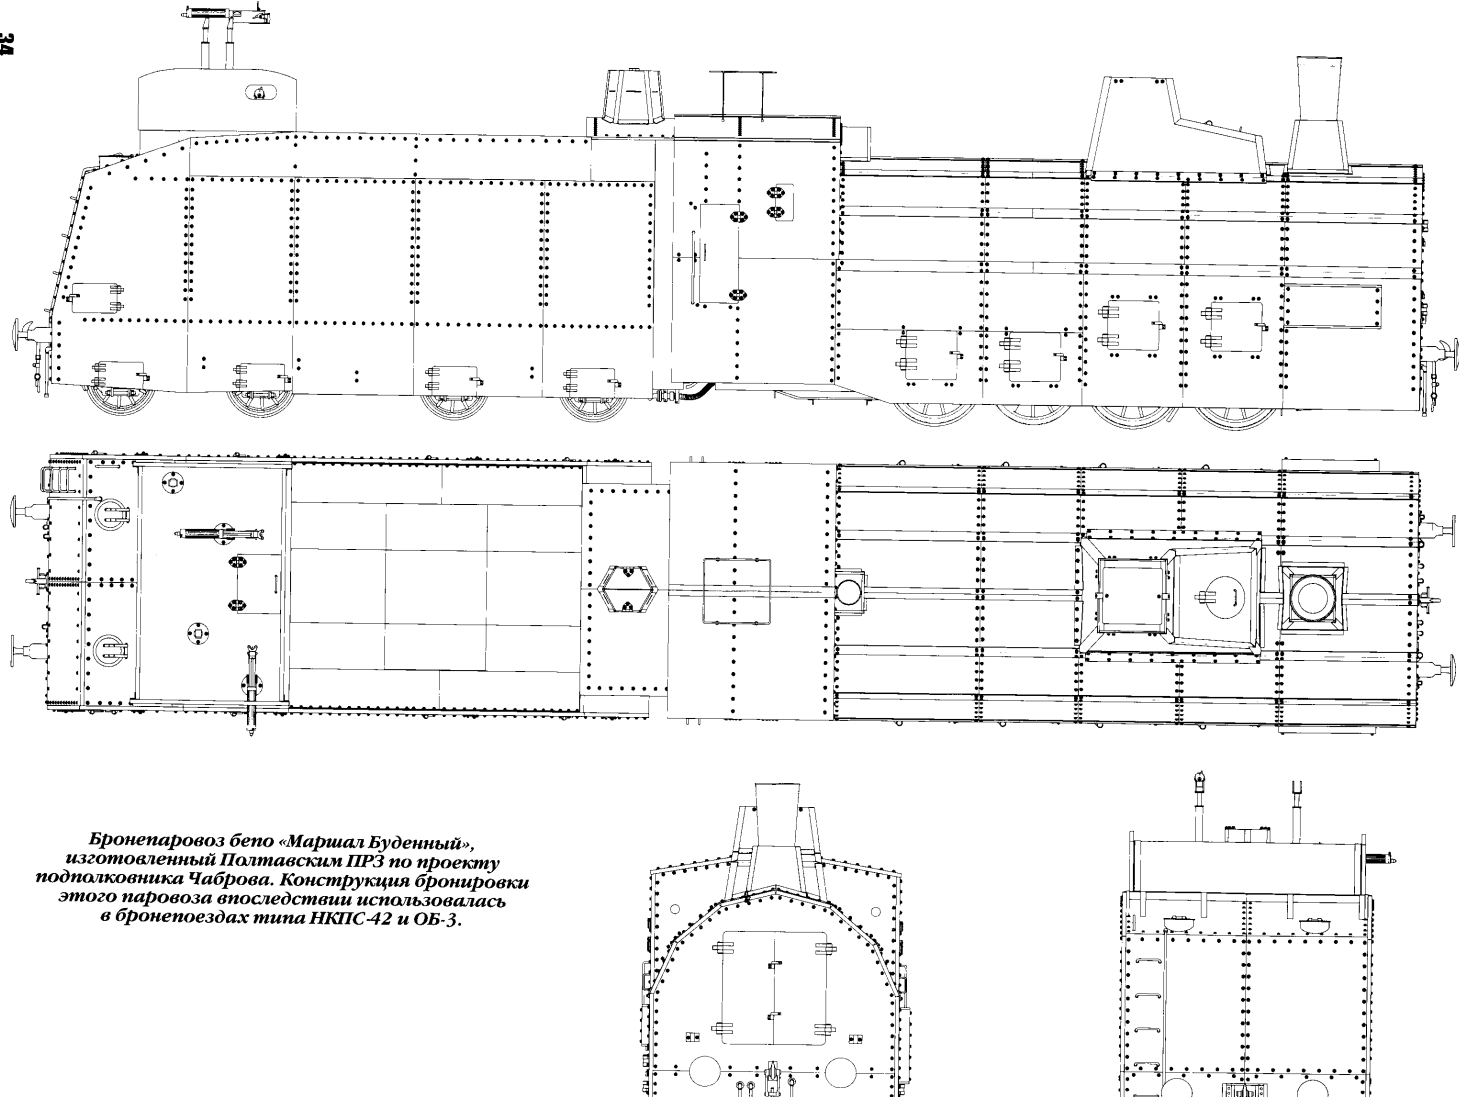 34
Бронепаровоз бепо «Маршал Буденный»,
изготовленный Полтавским ПРЗ по проекту
подполковника Чаброва. Конструкция бронировки
этого паровоза впоследствии использовалась
в бронепоездах типа НКПС-42 и ОБ-3.